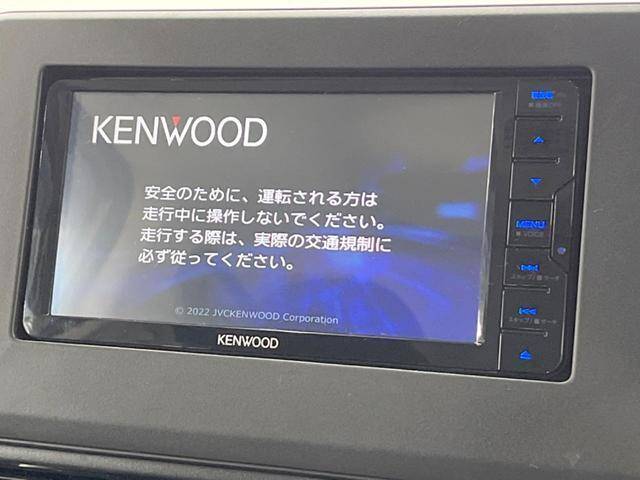 KENWOOD
安全のために、運転される方は
走行中に操作しないでください。
走行する際は、実際の交通規制に
必ず従ってください。
© 2022 JVCKENWOOD Corporation
KENWOOD
MENU
VOICE